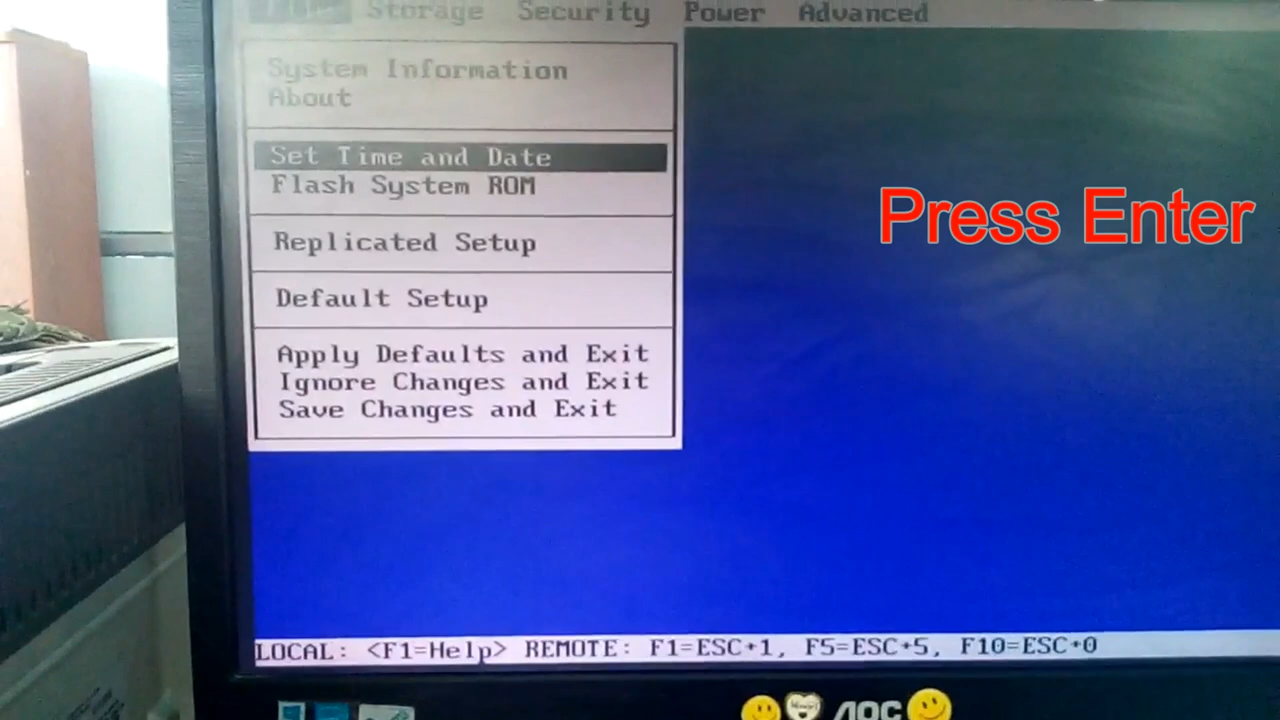 Storage Security Power Advanced
System Information
About
Set Time and Date
Flash System ROM
Press Enter
Replicated Setup
Default Setup
Apply Defaults and Exit
Ignore Changes and Exit
Save Changes and Exit
LOCAL: <F1=Help> REMOTE: F1=ESC+1, F5=ESC+5, F10=ESC+0
AOC